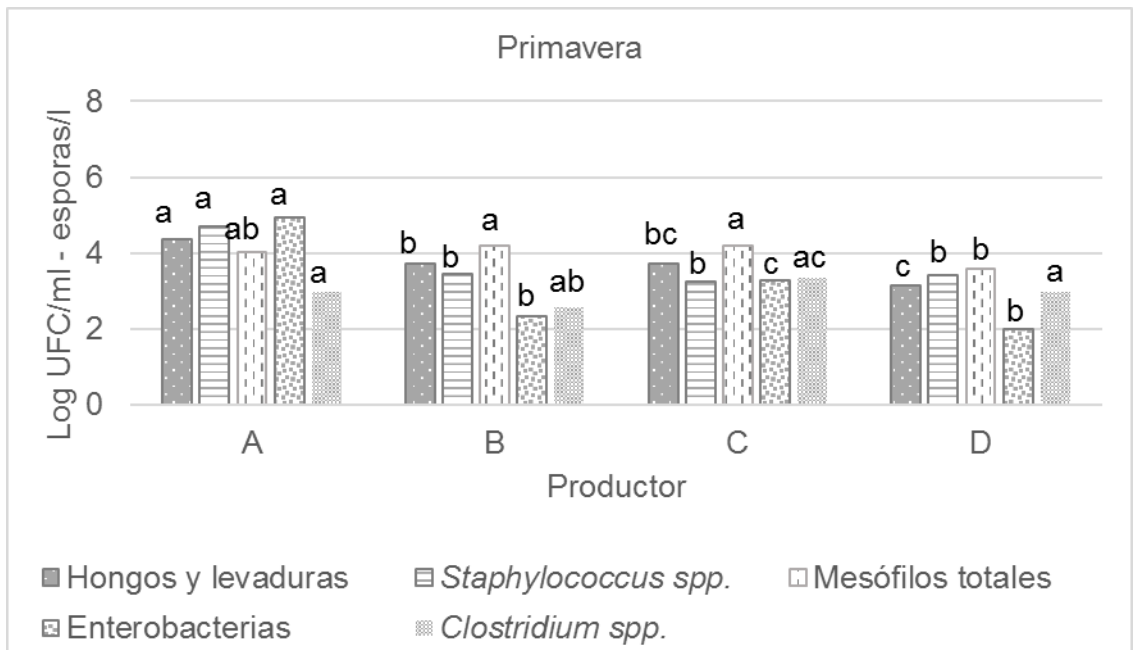 Primavera
Log UFC/ml - esporas/l
8
6
4
2
0
a a ab a a
b b a b ab
bc b a c ac
c b b b a
A B C D
Productor
Hongos y levaduras Staphylococcus spp. Mesófilos totales
Enterobacterias Clostridium spp.